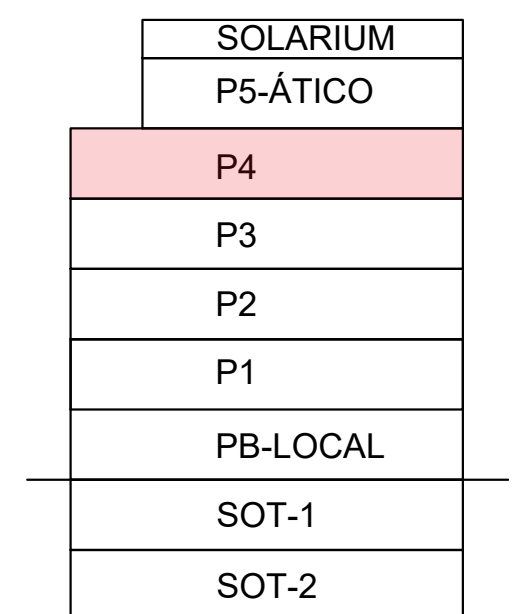 SOLARIUM
P5-ÁTICO
P4
P3
P2
P1
PB-LOCAL
SOT-1
SOT-2